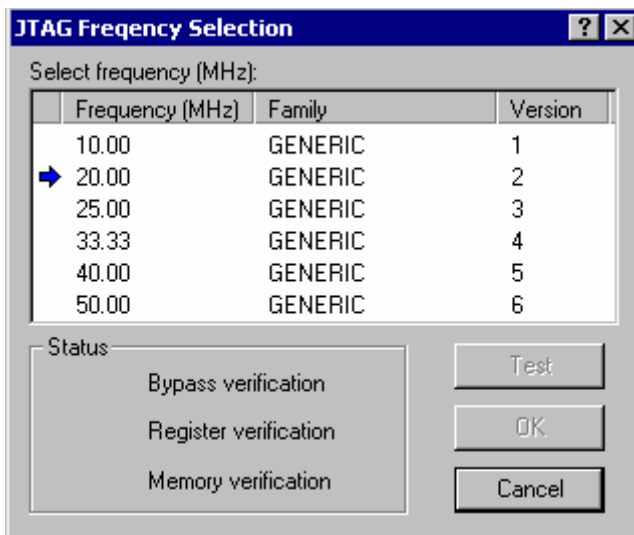 JTAG Freqency Selection
Select frequency (MHz):
Frequency (MHz) Family Version
10.00 GENERIC 1
20.00 GENERIC 2
25.00 GENERIC 3
33.33 GENERIC 4
40.00 GENERIC 5
50.00 GENERIC 6
Status
Bypass verification
Register verification
Memory verification
Test
OK
Cancel